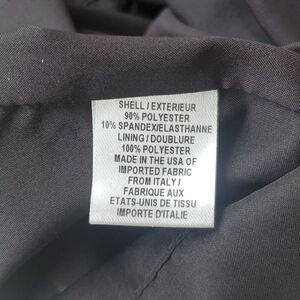 SHELL / EXTERIEUR
90% POLYESTER
10% SPANDEX/ELASTHANNE
LINING / DOUBLURE
100% POLYESTER
MADE IN THE USA OF
IMPORTED FABRIC
FROM ITALY /
FABRIQUE AUX
ETATS-UNIS DE TISSU
IMPORTE D'ITALIE